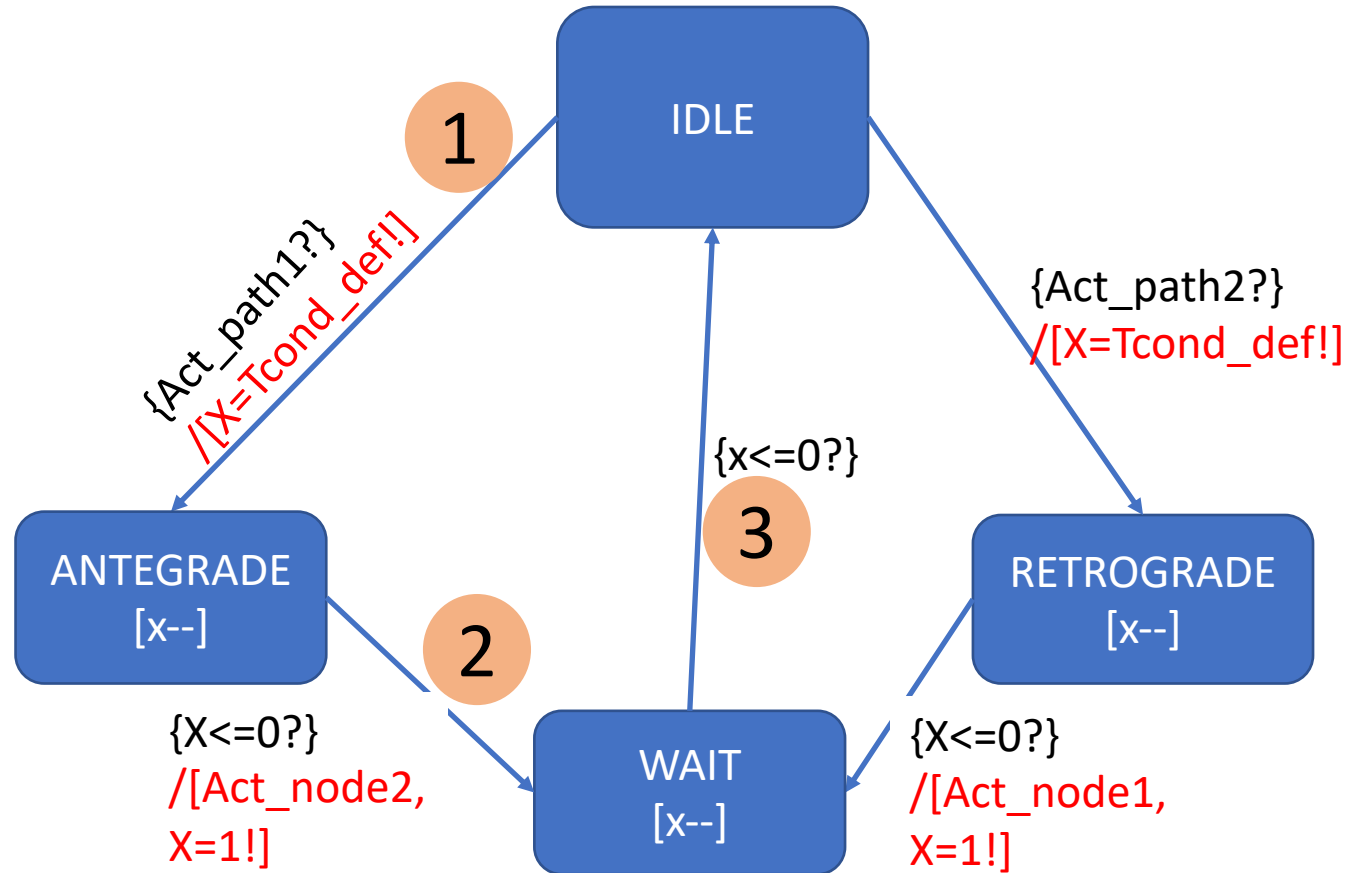 IDLE
1
{Act_path1?}
/[X=Tcond_def!]
{Act_path2?}
/[X=Tcond_def!]
{x<=0?}
3
ANTEGRADE
[x--]
RETROGRADE
[x--]
2
{X<=0?}
/[Act_node2,
X=1!]
WAIT
[x--]
{X<=0?}
/[Act_node1,
X=1!]